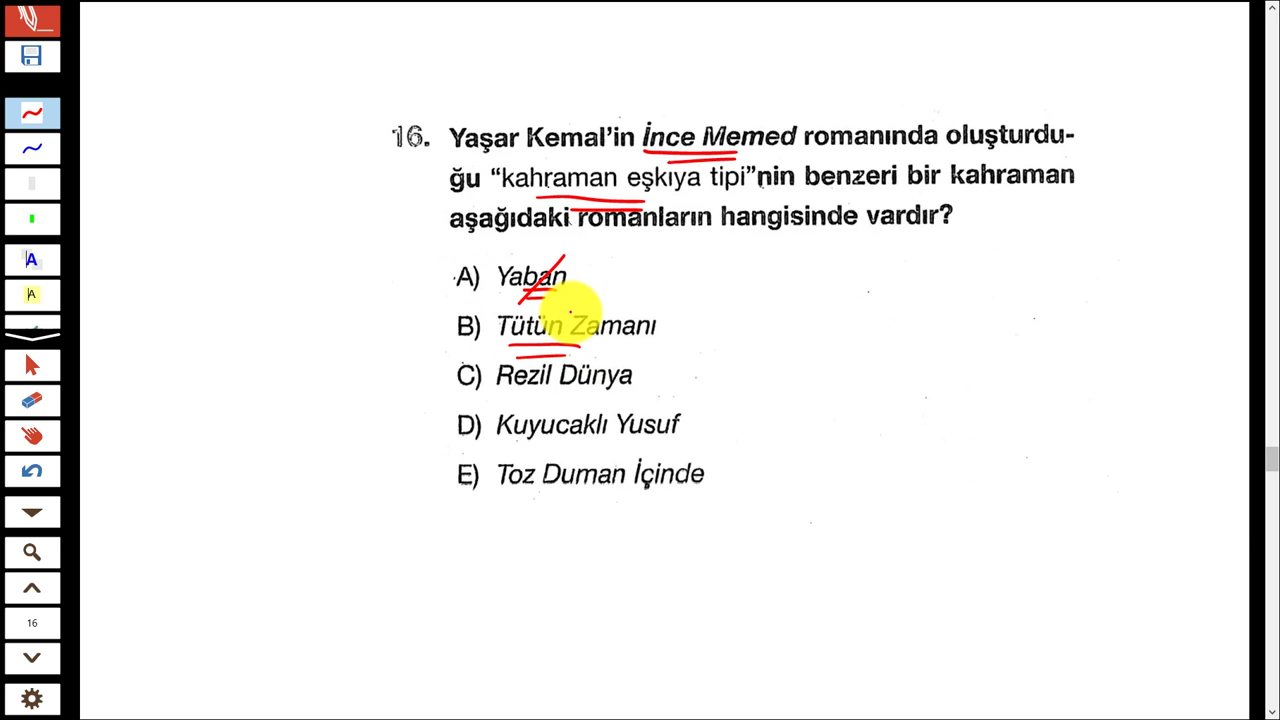 16. Yaşar Kemal'in İnce Memed romanında oluşturdu-
ğu “kahraman eşkıya tipi”nin benzeri bir kahraman
aşağıdaki romanların hangisinde vardır?
A) Yaban
B) Tütün Zamanı
C) Rezil Dünya
D) Kuyucaklı Yusuf
E) Toz Duman İçinde
A
A
16